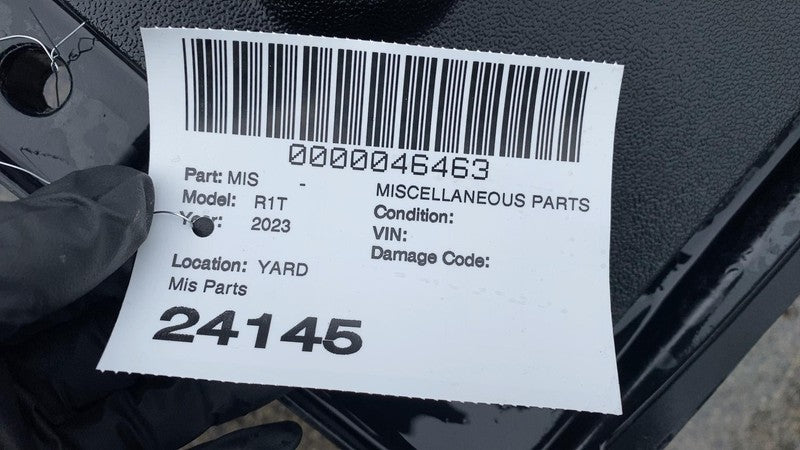 0000046463
Part: MIS -
MISCELLANEOUS PARTS
Model: R1T
Condition:
Year: 2023
VIN:
Damage Code:
Location: YARD
Mis Parts
24145